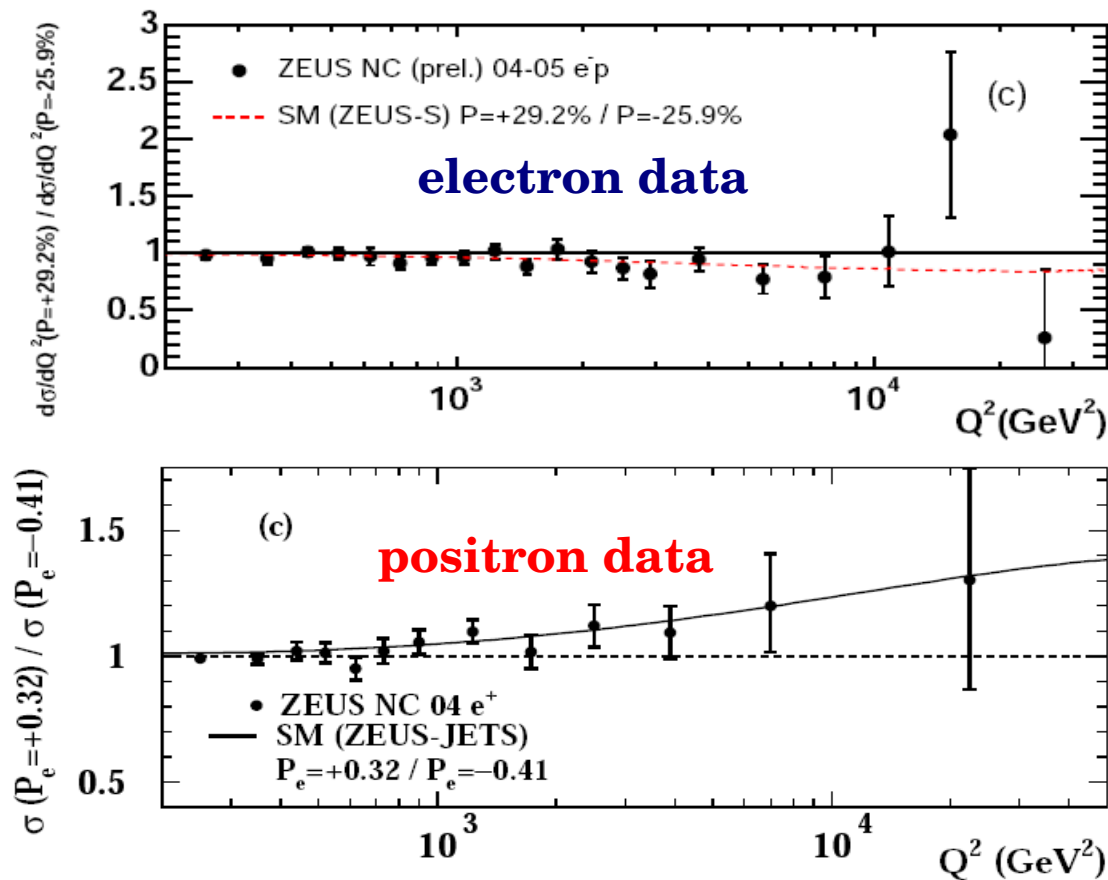 dσ/dQ²(P=+29.2%) / dσ/dQ²(P=-25.9%)
3
2.5
2
1.5
1
0.5
0
ZEUS NC (prel.) 04-05 e⁻p
SM (ZEUS-S) P=+29.2% / P=-25.9%
(c)
electron data
10³
10⁴
Q²(GeV²)
σ (Pₑ=+0.32) / σ (Pₑ=−0.41)
1.5
1
0.5
(c)
positron data
ZEUS NC 04 e⁺
SM (ZEUS-JETS)
Pₑ=+0.32 / Pₑ=−0.41
10³
10⁴
Q² (GeV²)